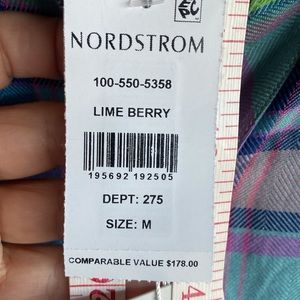 NORDSTROM
100-550-5358
LIME BERRY
195692 192505
DEPT: 275
SIZE: M
COMPARABLE VALUE $178.00